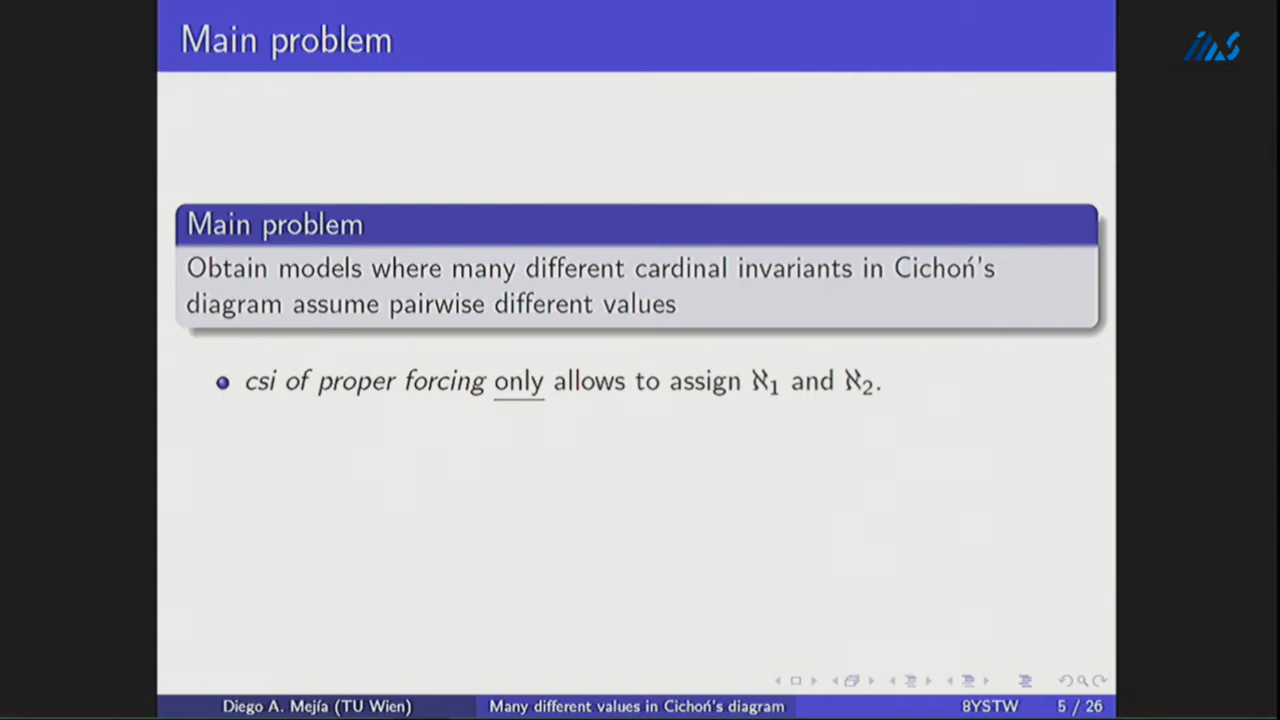 Main problem
iMS
Main problem
Obtain models where many different cardinal invariants in Cichoń's
diagram assume pairwise different values
csi of proper forcing only allows to assign ℵ₁ and ℵ₂.
Diego A. Mejía (TU Wien) Many different values in Cichoń's diagram 8YSTW 5 / 26